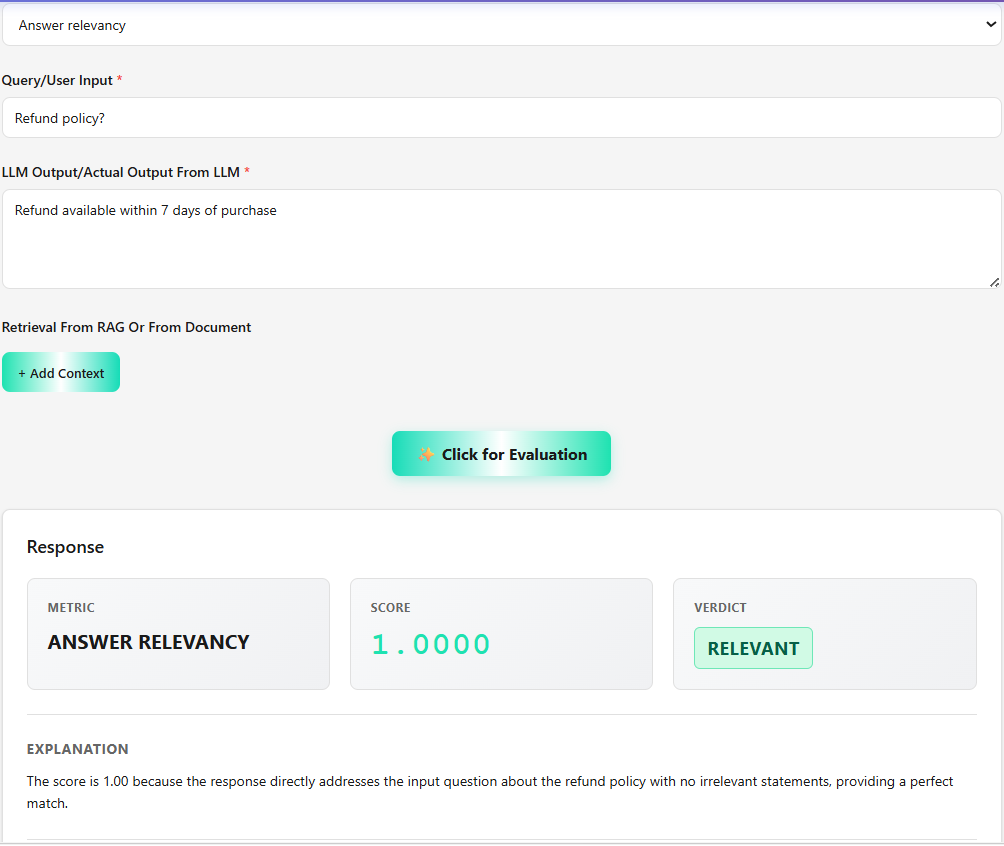 Answer relevancy
Query/User Input *
Refund policy?
LLM Output/Actual Output From LLM *
Refund available within 7 days of purchase
Retrieval From RAG Or From Document
+ Add Context
✨ Click for Evaluation
Response
METRIC
ANSWER RELEVANCY
SCORE
1.0000
VERDICT
RELEVANT
EXPLANATION
The score is 1.00 because the response directly addresses the input question about the refund policy with no irrelevant statements, providing a perfect
match.